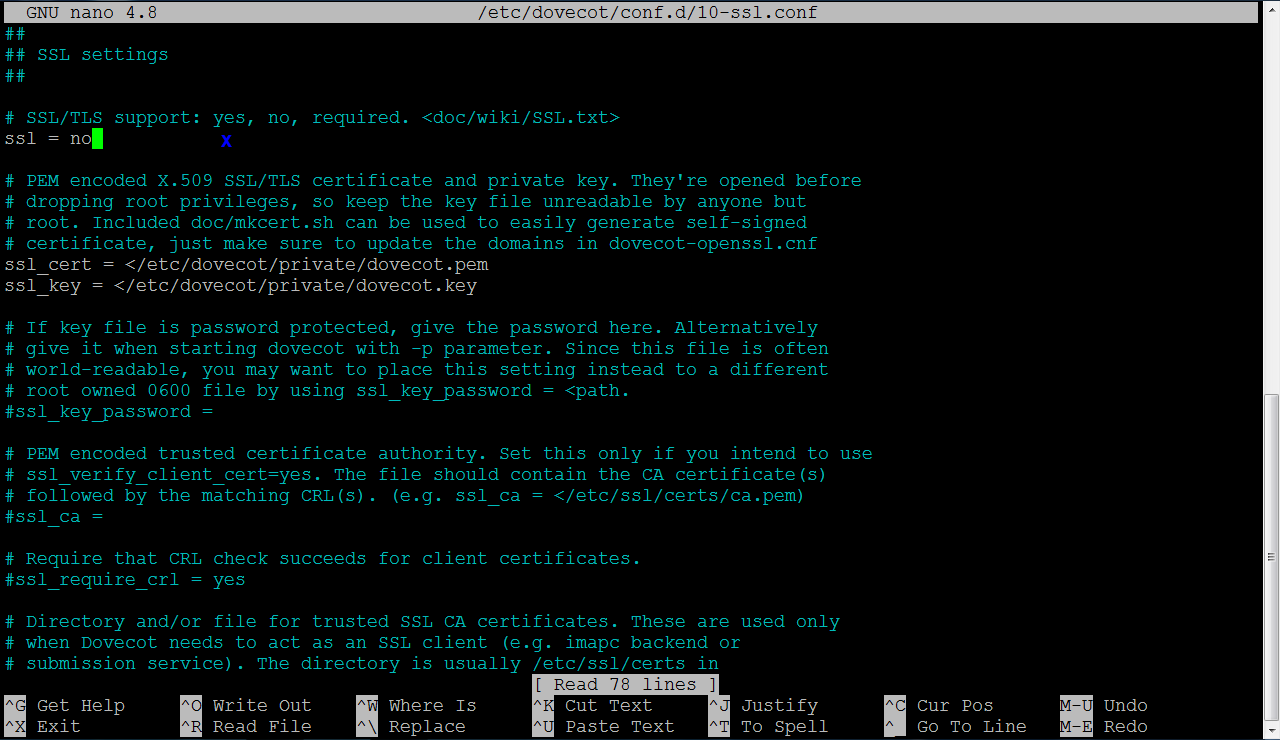 GNU nano 4.8 /etc/dovecot/conf.d/10-ssl.conf
##
## SSL settings
##
# SSL/TLS support: yes, no, required. <doc/wiki/SSL.txt>
ssl = no x
# PEM encoded X.509 SSL/TLS certificate and private key. They're opened before
# dropping root privileges, so keep the key file unreadable by anyone but
# root. Included doc/mkcert.sh can be used to easily generate self-signed
# certificate, just make sure to update the domains in dovecot-openssl.cnf
ssl_cert = </etc/dovecot/private/dovecot.pem
ssl_key = </etc/dovecot/private/dovecot.key
# If key file is password protected, give the password here. Alternatively
# give it when starting dovecot with -p parameter. Since this file is often
# world-readable, you may want to place this setting instead to a different
# root owned 0600 file by using ssl_key_password = <path.
#ssl_key_password =
# PEM encoded trusted certificate authority. Set this only if you intend to use
# ssl_verify_client_cert=yes. The file should contain the CA certificate(s)
# followed by the matching CRL(s). (e.g. ssl_ca = </etc/ssl/certs/ca.pem)
#ssl_ca =
# Require that CRL check succeeds for client certificates.
#ssl_require_crl = yes
# Directory and/or file for trusted SSL CA certificates. These are used only
# when Dovecot needs to act as an SSL client (e.g. imapc backend or
# submission service). The directory is usually /etc/ssl/certs in
[ Read 78 lines ]
^G Get Help ^O Write Out ^W Where Is ^K Cut Text ^J Justify ^C Cur Pos M-U Undo
^X Exit ^R Read File ^\ Replace ^U Paste Text ^T To Spell ^_ Go To Line M-E Redo